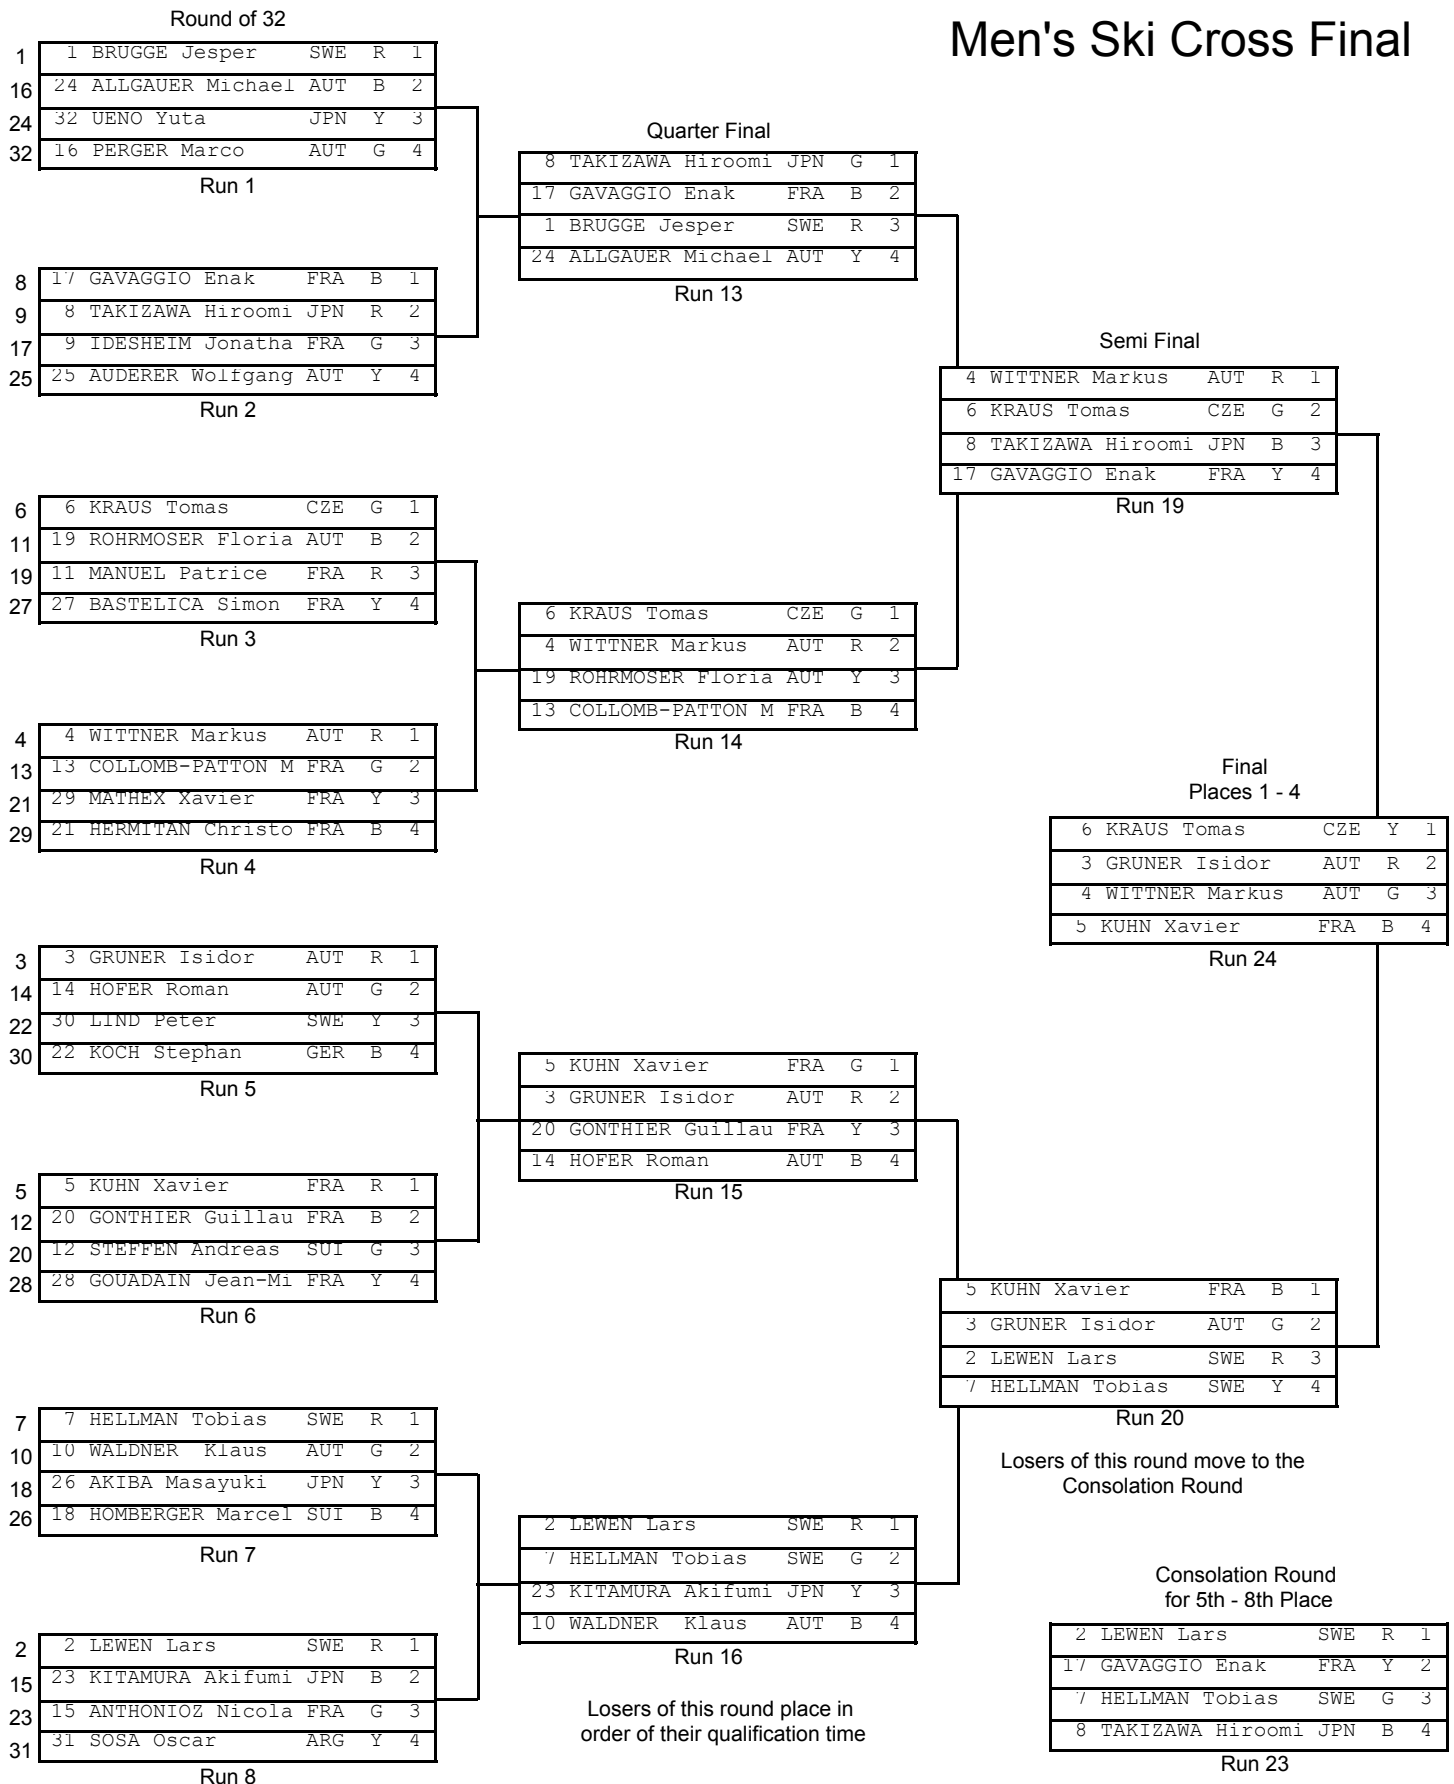 Men's Ski Cross Final
Round of 32
1 1 BRUGGE Jesper SWE R 1
16 24 ALLGAUER Michael AUT B 2
24 32 UENO Yuta JPN Y 3
32 16 PERGER Marco AUT G 4
Run 1
8 17 GAVAGGIO Enak FRA B 1
9 8 TAKIZAWA Hiroomi JPN R 2
17 9 IDESHEIM Jonatha FRA G 3
25 25 AUDERER Wolfgang AUT Y 4
Run 2
6 6 KRAUS Tomas CZE G 1
11 19 ROHRMOSER Floria AUT B 2
19 11 MANUEL Patrice FRA R 3
27 27 BASTELICA Simon FRA Y 4
Run 3
4 4 WITTNER Markus AUT R 1
13 13 COLLOMB-PATTON M FRA G 2
21 29 MATHEX Xavier FRA Y 3
29 21 HERMITAN Christo FRA B 4
Run 4
3 3 GRUNER Isidor AUT R 1
14 14 HOFER Roman AUT G 2
22 30 LIND Peter SWE Y 3
30 22 KOCH Stephan GER B 4
Run 5
5 5 KUHN Xavier FRA R 1
12 20 GONTHIER Guillau FRA B 2
20 12 STEFFEN Andreas SUI G 3
28 28 GOUADAIN Jean-Mi FRA Y 4
Run 6
7 7 HELLMAN Tobias SWE R 1
10 10 WALDNER Klaus AUT G 2
18 26 AKIBA Masayuki JPN Y 3
26 18 HOMBERGER Marcel SUI B 4
Run 7
2 2 LEWEN Lars SWE R 1
15 23 KITAMURA Akifumi JPN B 2
23 15 ANTHONIOZ Nicola FRA G 3
31 31 SOSA Oscar ARG Y 4
Run 8
Quarter Final
8 TAKIZAWA Hiroomi JPN G 1
17 GAVAGGIO Enak FRA B 2
1 BRUGGE Jesper SWE R 3
24 ALLGAUER Michael AUT Y 4
Run 13
6 KRAUS Tomas CZE G 1
4 WITTNER Markus AUT R 2
19 ROHRMOSER Floria AUT Y 3
13 COLLOMB-PATTON M FRA B 4
Run 14
5 KUHN Xavier FRA G 1
3 GRUNER Isidor AUT R 2
20 GONTHIER Guillau FRA Y 3
14 HOFER Roman AUT B 4
Run 15
2 LEWEN Lars SWE R 1
7 HELLMAN Tobias SWE G 2
23 KITAMURA Akifumi JPN Y 3
10 WALDNER Klaus AUT B 4
Run 16
Losers of this round place in
order of their qualification time
Semi Final
4 WITTNER Markus AUT R 1
6 KRAUS Tomas CZE G 2
8 TAKIZAWA Hiroomi JPN B 3
17 GAVAGGIO Enak FRA Y 4
Run 19
5 KUHN Xavier FRA B 1
3 GRUNER Isidor AUT G 2
2 LEWEN Lars SWE R 3
7 HELLMAN Tobias SWE Y 4
Run 20
Losers of this round move to the
Consolation Round
Final
Places 1 - 4
6 KRAUS Tomas CZE Y 1
3 GRUNER Isidor AUT R 2
4 WITTNER Markus AUT G 3
5 KUHN Xavier FRA B 4
Run 24
Consolation Round
for 5th - 8th Place
2 LEWEN Lars SWE R 1
17 GAVAGGIO Enak FRA Y 2
7 HELLMAN Tobias SWE G 3
8 TAKIZAWA Hiroomi JPN B 4
Run 23